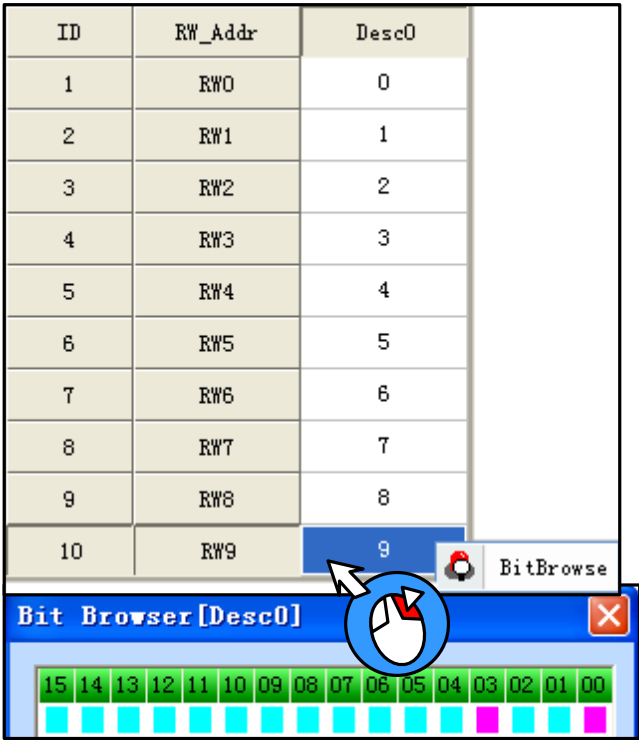 ID RW_Addr Desc0
1 RW0 0
2 RW1 1
3 RW2 2
4 RW3 3
5 RW4 4
6 RW5 5
7 RW6 6
8 RW7 7
9 RW8 8
10 RW9 9
BitBrowse
Bit Browser[Desc0]
15 14 13 12 11 10 09 08 07 06 05 04 03 02 01 00